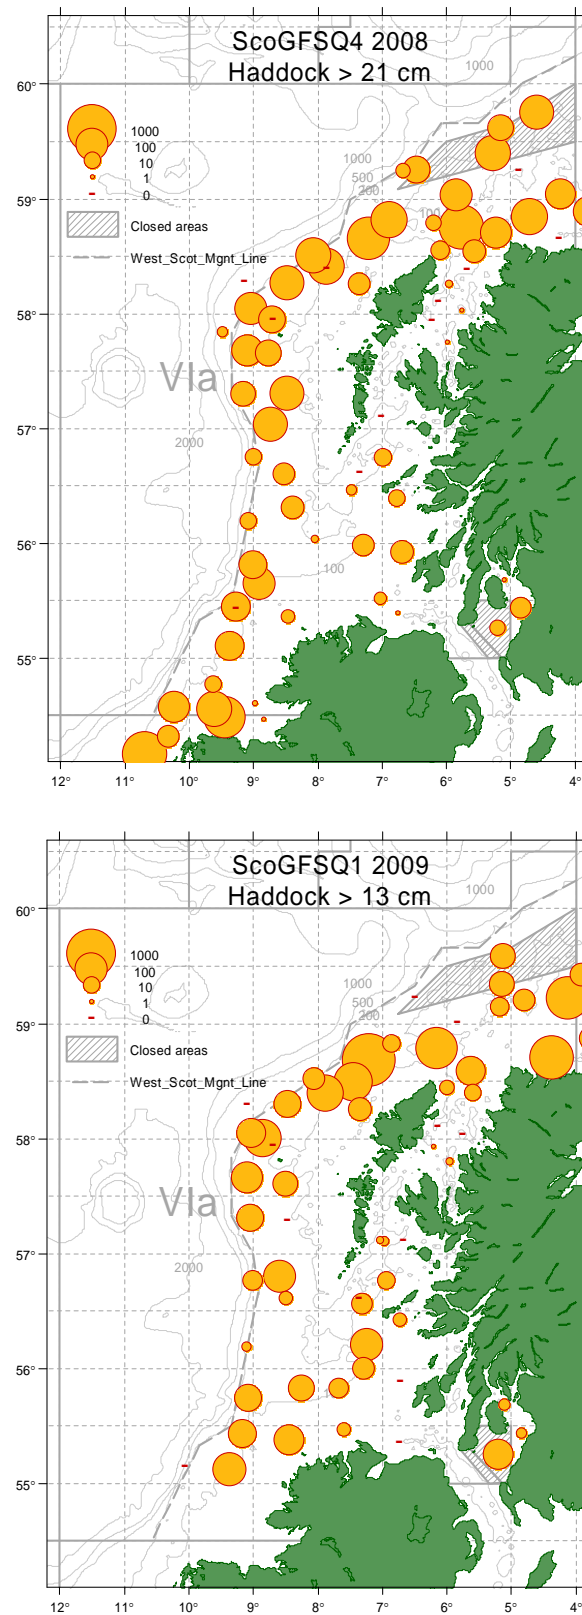 ScoGFSQ4 2008
Haddock > 21 cm
1000
60°
1000
100
10
1
0
1000
500
200
100
59°
Closed areas
West_Scot_Mgnt_Line
58°
VIa
57°
2000
56°
100
55°
12° 11° 10° 9° 8° 7° 6° 5° 4°
ScoGFSQ1 2009
Haddock > 13 cm
1000
60°
1000
100
10
1
0
1000
500
200
59°
Closed areas
West_Scot_Mgnt_Line
58°
VIa
57°
2000
56°
55°
12° 11° 10° 9° 8° 7° 6° 5° 4°